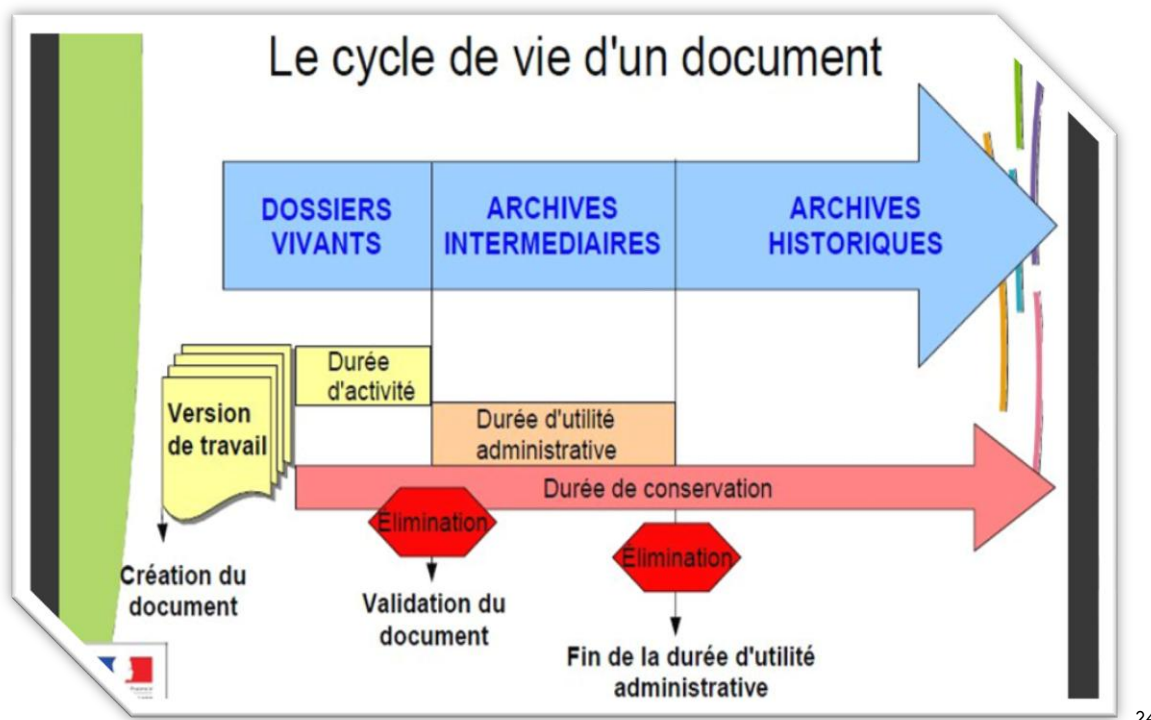 Le cycle de vie d'un document
DOSSIERS
VIVANTS
ARCHIVES
INTERMEDIAIRES
ARCHIVES
HISTORIQUES
Durée
d'activité
Version
de travail
Durée d'utilité
administrative
Durée de conservation
Élimination
Élimination
Création du
document
Validation du
document
Fin de la durée d'utilité
administrative